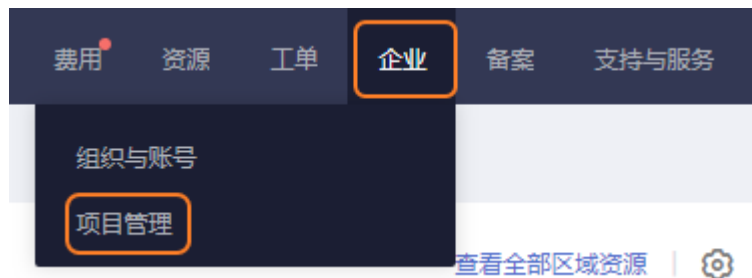 费用 资源 工单 企业 备案 支持与服务
组织与账号
项目管理
查看全部区域资源